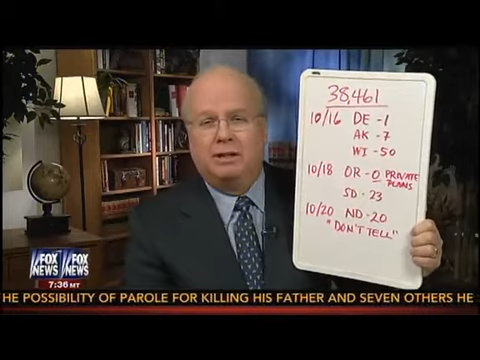 38,461
10/16 DE -1
AK -7
WI -50
10/18 OR -0 PRIVATE PLANS
SD -23
10/20 ND -20
"DON'T TELL"
FOX NEWS FOX NEWS
7:36 MT
HE POSSIBILITY OF PAROLE FOR KILLING HIS FATHER AND SEVEN OTHERS HE